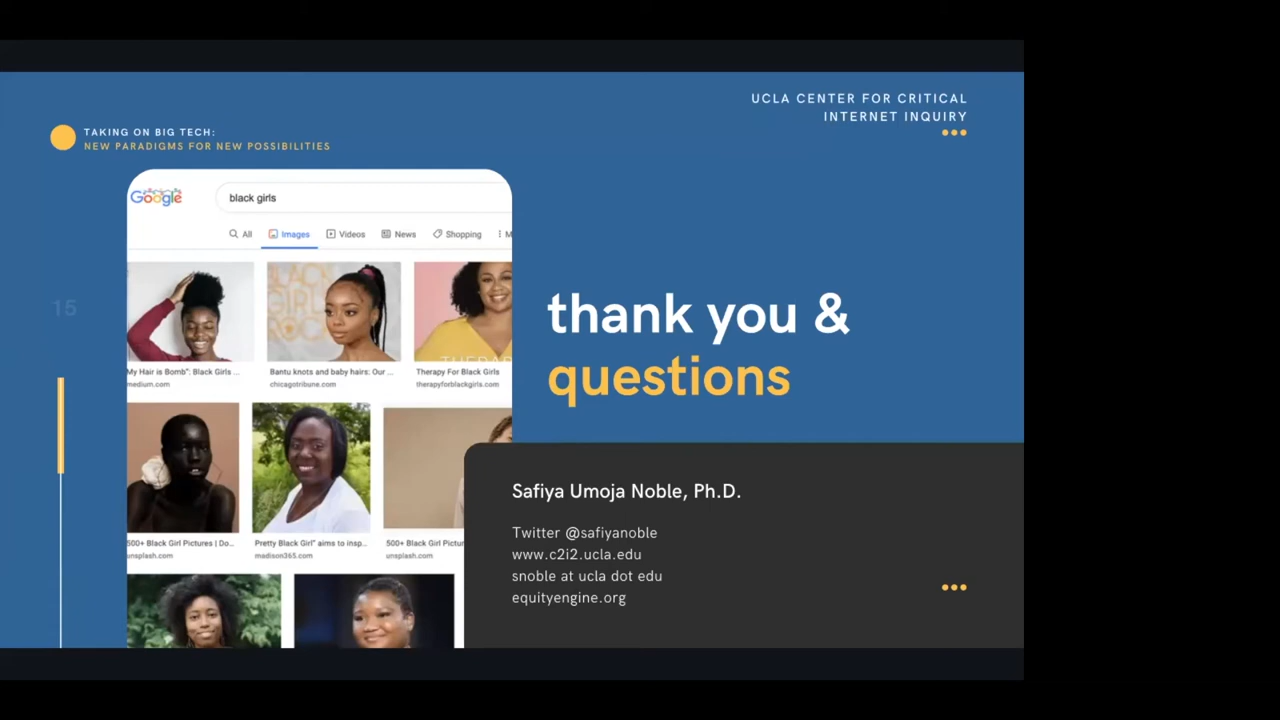 UCLA CENTER FOR CRITICAL
INTERNET INQUIRY
TAKING ON BIG TECH:
NEW PARADIGMS FOR NEW POSSIBILITIES
Google
black girls
All Images Videos News Shopping M
15
thank you &
questions
My Hair is Bomb": Black Girls ...
medium.com
Bantu knots and baby hairs: Our ...
chicagotribune.com
Therapy For Black Girls
therapyforblackgirls.com
500+ Black Girl Pictures | Do...
unsplash.com
Pretty Black Girl" aims to insp...
madison365.com
500+ Black Girl Pictur
unsplash.com
Safiya Umoja Noble, Ph.D.
Twitter @safiyanoble
www.c2i2.ucla.edu
snoble at ucla dot edu
equityengine.org